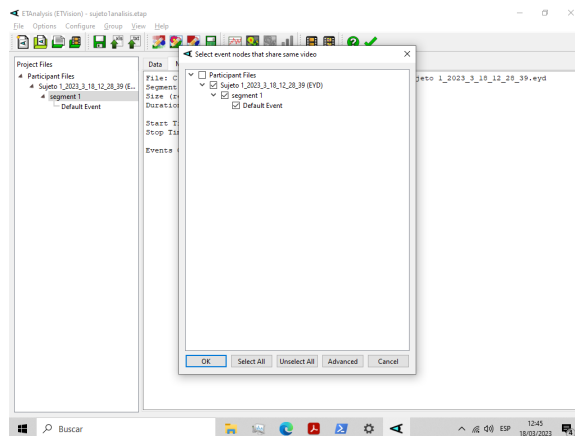 ETAnalysis (ETVision) - sujeto1analisis.etap
File Options Configure Group View Help
Project Files
Participant Files
Sujeto 1_2023_3_18_12_28_39 (E...
segment 1
Default Event
Data
File: C
jeto 1_2023_3_18_12_28_39.eyd
Segment
Size (r
Duratio
Start T
Stop Ti
Events
Select event nodes that share same video
Participant Files
Sujeto 1_2023_3_18_12_28_39 (EYD)
segment 1
Default Event
OK Select All Unselect All Advanced Cancel
Buscar
ESP
12:45
18/03/2023